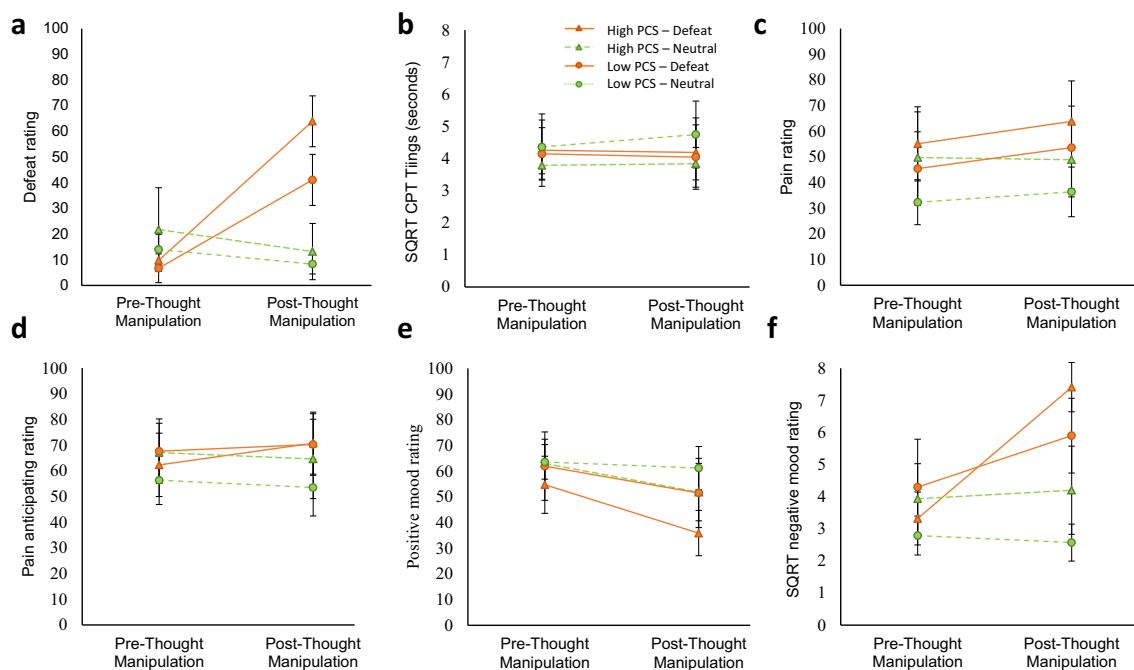 a
Defeat rating
100
90
80
70
60
50
40
30
20
10
0
Pre-Thought
Manipulation
Post-Thought
Manipulation
b
SQRT CPT Tiings (seconds)
8
7
6
5
4
3
2
1
0
High PCS – Defeat
High PCS – Neutral
Low PCS – Defeat
Low PCS – Neutral
Pre-Thought
Manipulation
Post-Thought
Manipulation
c
Pain rating
100
90
80
70
60
50
40
30
20
10
0
Pre-Thought
Manipulation
Post-Thought
Manipulation
d
Pain anticipating rating
100
90
80
70
60
50
40
30
20
10
0
Pre-Thought
Manipulation
Post-Thought
Manipulation
e
Positive mood rating
100
90
80
70
60
50
40
30
20
10
0
Pre-Thought
Manipulation
Post-Thought
Manipulation
f
SQRT negative mood rating
8
7
6
5
4
3
2
1
0
Pre-Thought
Manipulation
Post-Thought
Manipulation